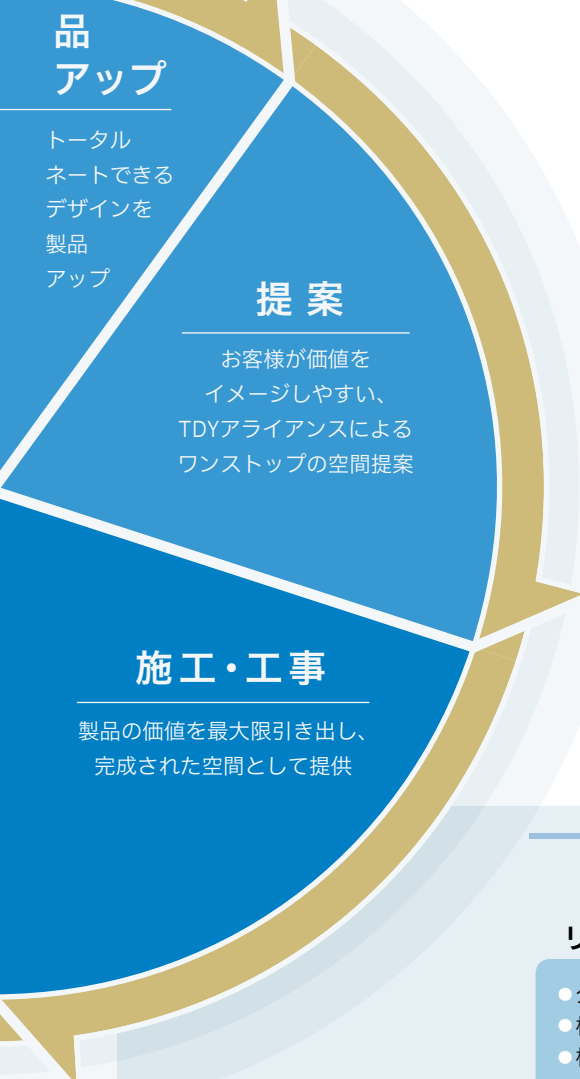 品
アップ
トータル
ネートできる
デザインを
製品
アップ
提案
お客様が価値を
イメージしやすい、
TDYアライアンスによる
ワンストップの空間提案
施工・工事
製品の価値を最大限引き出し、
完成された空間として提供